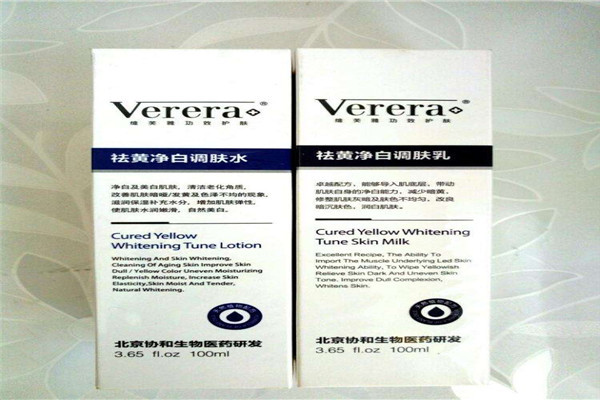 Verera®
维芙雅功效护肤
祛黄净白调肤水
净白及美白肌肤，清洁老化角质，
改善肌肤暗哑/发黄及色泽不均的现象，
滋润保湿补充水分，增加肌肤弹性，
使肌肤水润嫩滑，自然美白。
Cured Yellow
Whitening Tune Lotion
Whitening And Skin Whitening,
Cleaning Of Aging Skin Improve Skin
Dull / Yellow Color Uneven Moisturizing
Replenish Moisture, Increase Skin
Elasticity,Skin Moist And Tender,
Natural Whitening.
北京协和生物医药研发
3.65 fl.oz 100ml
Verera®
维芙雅功效护肤
祛黄净白调肤乳
卓越配方，能够导入肌底层，带动
肌肤自身的净白能力，减少暗黄，
修整肌肤灰暗及肤色不均匀，改良
暗沉肤色，润白肌肤。
Cured Yellow Whitening
Tune Skin Milk
Excellent Recipe, The Ability To
Import The Muscle Underlying Led Skin
Whitening Ability, To Wipe Yellowish
Relieve Skin Dark And Uneven Skin
Tone. Improve Dull Complexion,
Whitens Skin.
北京协和生物医药研发
3.65 fl.oz 100ml